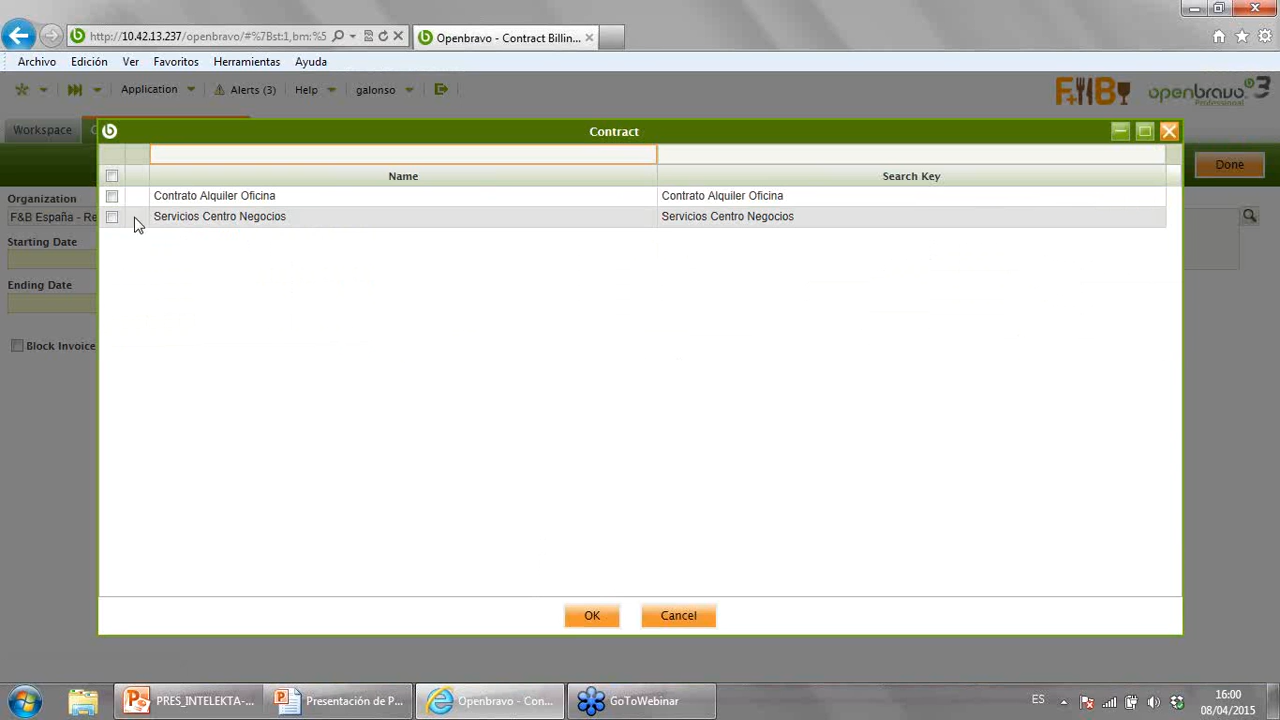 http://10.42.13.237/openbravo/#%7Bst:1,bm:%5
Openbravo - Contract Billin...
Archivo Edición Ver Favoritos Herramientas Ayuda
Application Alerts (3) Help galonso
F&B openbravo 3
Professional
Workspace
Contract
Done
Name Search Key
Contrato Alquiler Oficina Contrato Alquiler Oficina
Servicios Centro Negocios Servicios Centro Negocios
Organization
F&B España - Re
Starting Date
Ending Date
Block Invoice
OK Cancel
PRES_INTELEKTA-... Presentación de P... Openbravo - Con... GoToWebinar ES 16:00
08/04/2015